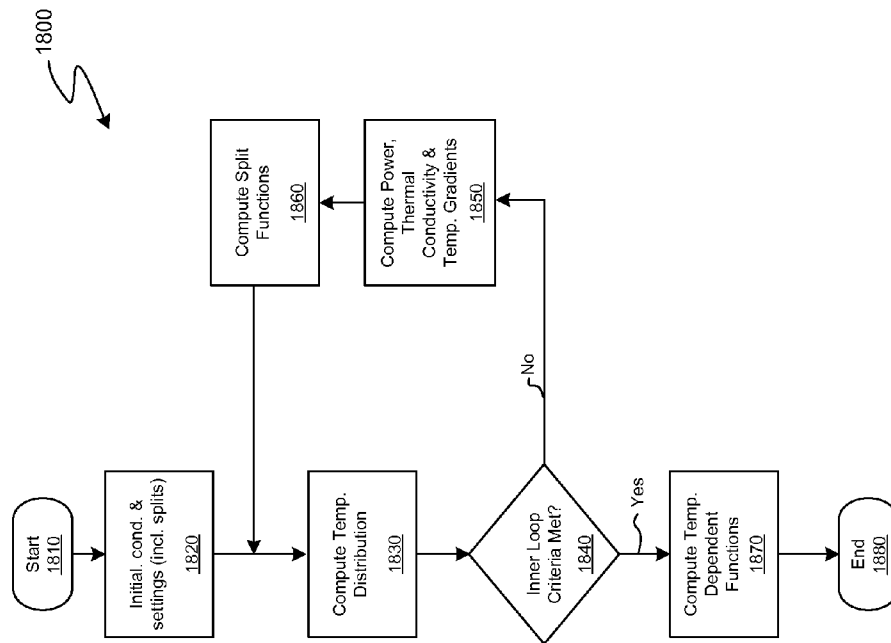 1800
Start
1810
Initial. cond. &
settings (incl. splits)
1820
Compute Temp.
Distribution
1830
Inner Loop
Criteria Met?
1840
No
Compute Power,
Thermal
Conductivity &
Temp. Gradients
1850
Compute Split
Functions
1860
Yes
Compute Temp.
Dependent
Functions
1870
End
1880